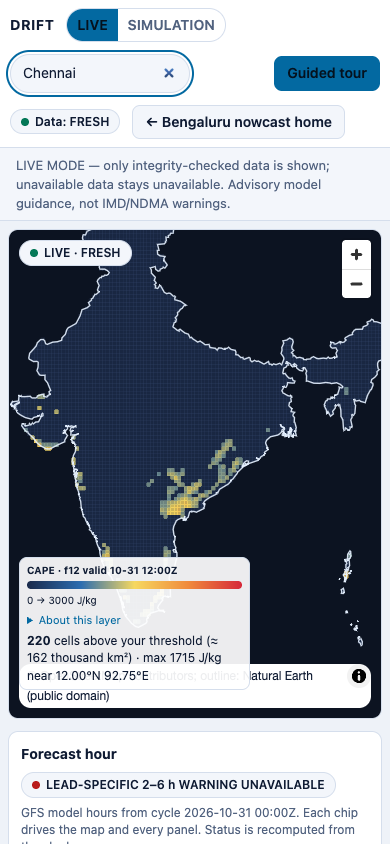 DRIFT LIVE SIMULATION
Chennai ×
Guided tour
Data: FRESH
← Bengaluru nowcast home
LIVE MODE — only integrity-checked data is shown;
unavailable data stays unavailable. Advisory model
guidance, not IMD/NDMA warnings.
LIVE · FRESH
+
−
CAPE · f12 valid 10-31 12:00Z
0 → 3000 J/kg
▶ About this layer
220 cells above your threshold (≈
162 thousand km²) · max 1715 J/kg
near 12.00°N 92.75°E
outline: Natural Earth
(public domain)
Forecast hour
LEAD-SPECIFIC 2–6 h WARNING UNAVAILABLE
GFS model hours from cycle 2026-10-31 00:00Z. Each chip
drives the map and every panel. Status is recomputed from